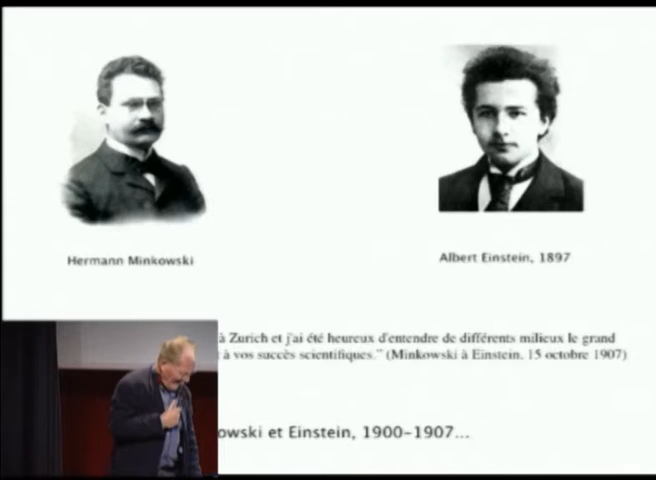 Hermann Minkowski
Albert Einstein, 1897
à Zurich et j'ai été heureux d'entendre de différents milieux le grand
à vos succès scientifiques." (Minkowski à Einstein, 15 octobre 1907)
owski et Einstein, 1900-1907...